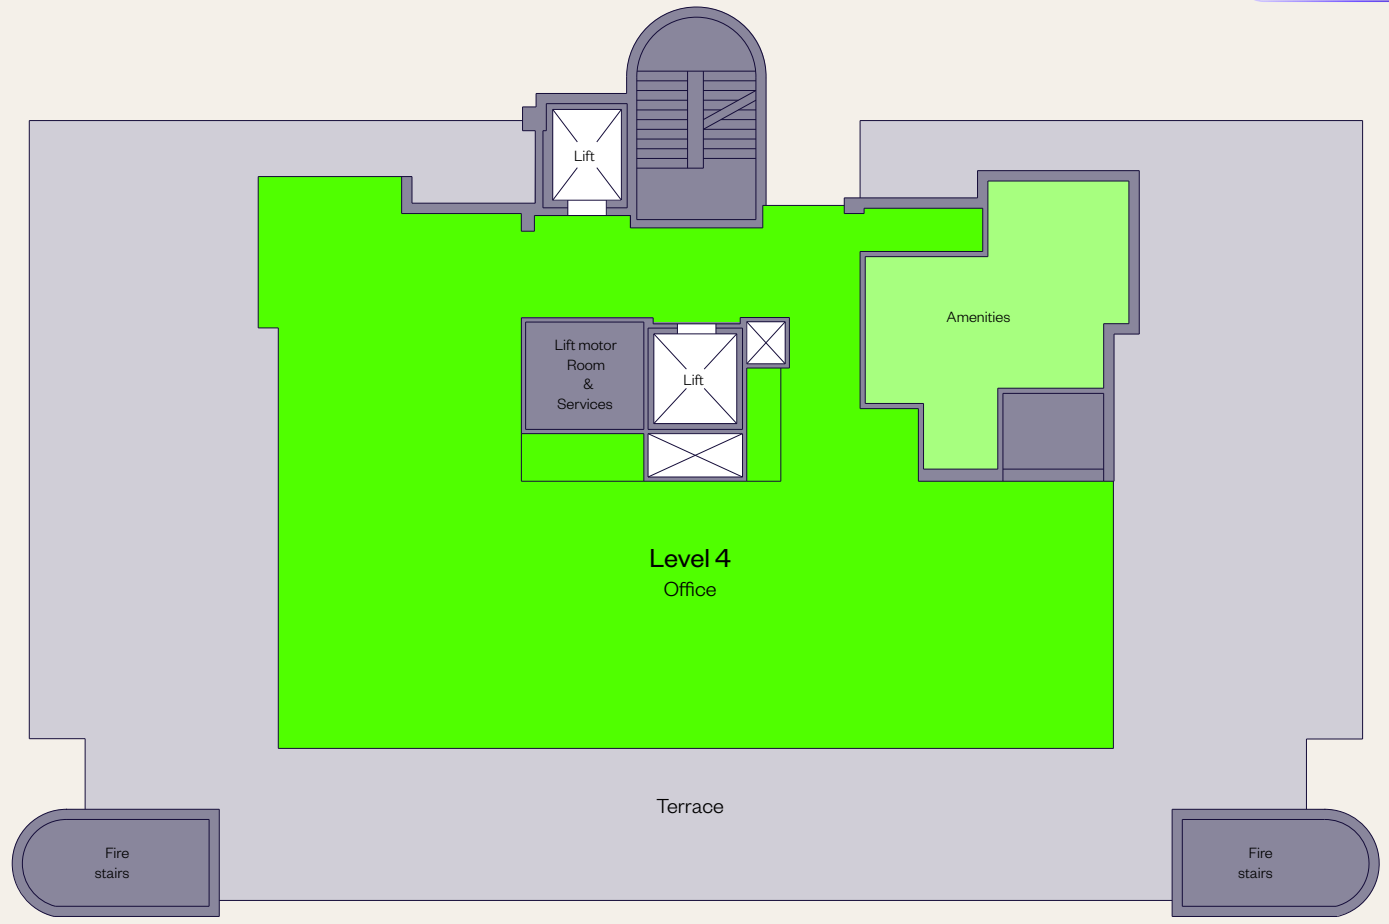 Lift
Amenities
Lift motor
Room
&
Services
Lift
Level 4
Office
Terrace
Fire
stairs
Fire
stairs